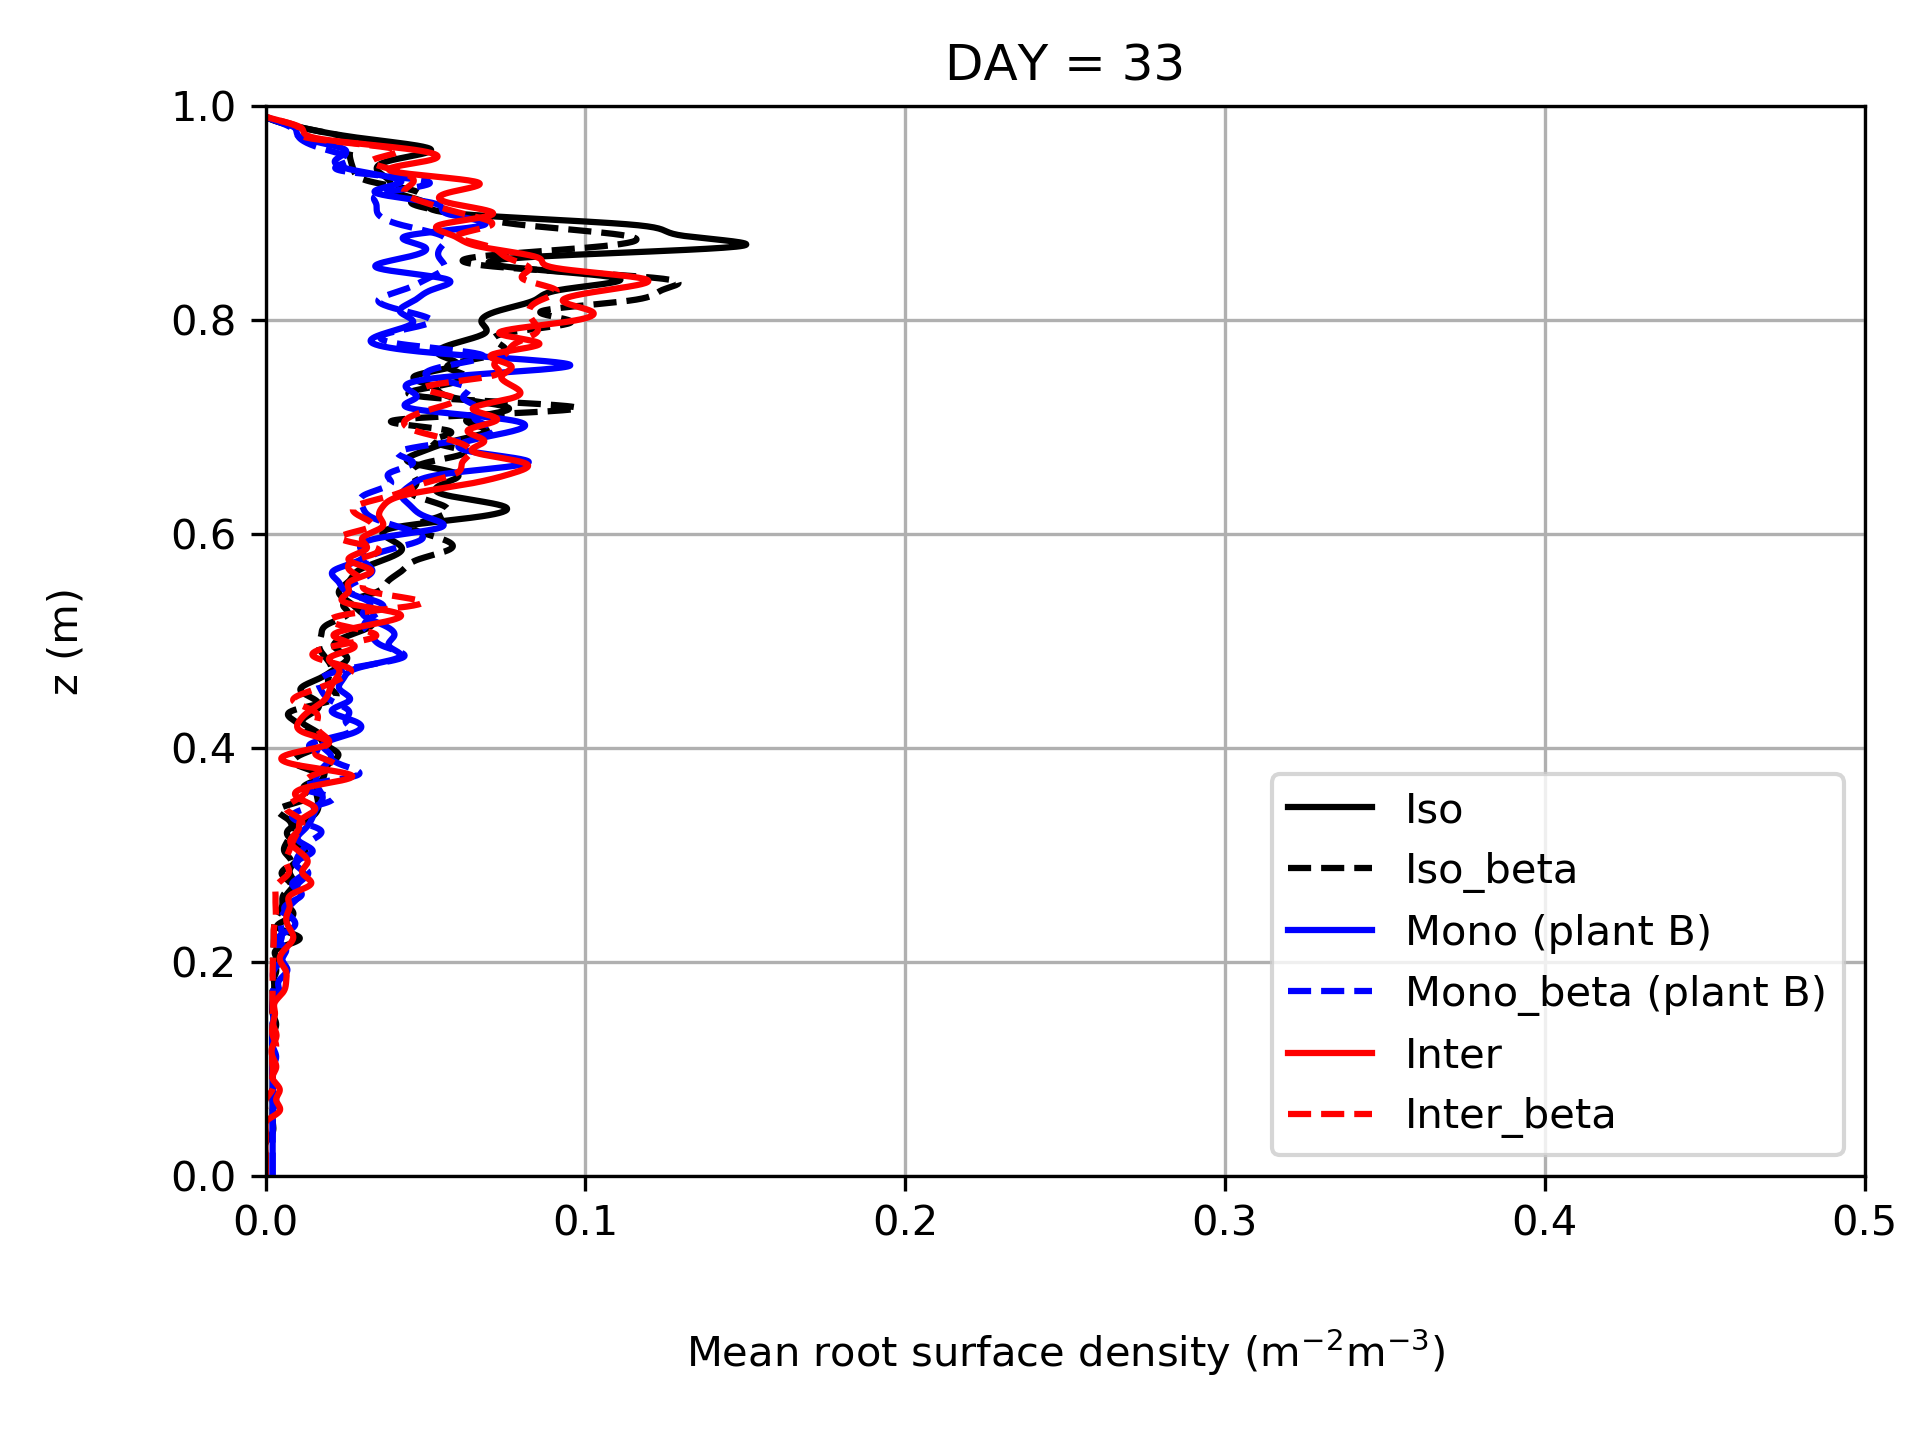 DAY = 33
1.0
0.8
0.6
0.4
0.2
0.0
z (m)
0.0 0.1 0.2 0.3 0.4 0.5
Iso
Iso_beta
Mono (plant B)
Mono_beta (plant B)
Inter
Inter_beta
Mean root surface density (m⁻²m⁻³)